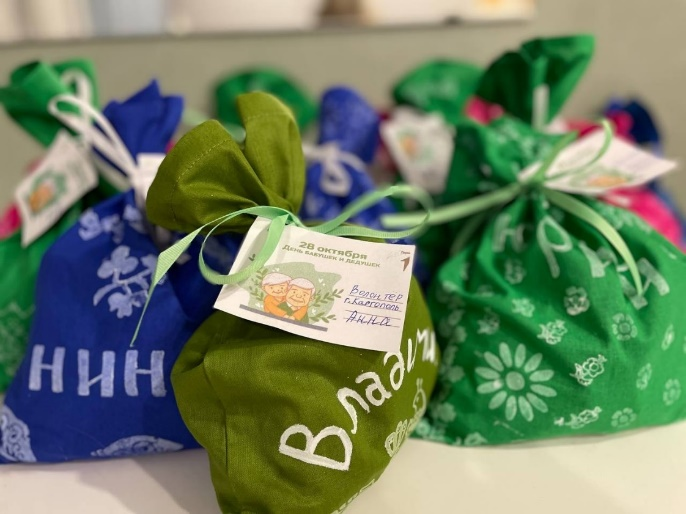 28 октября
День бабушек и дедушек
Волонтер
г. Каргополь
Анна
НИН
Влади